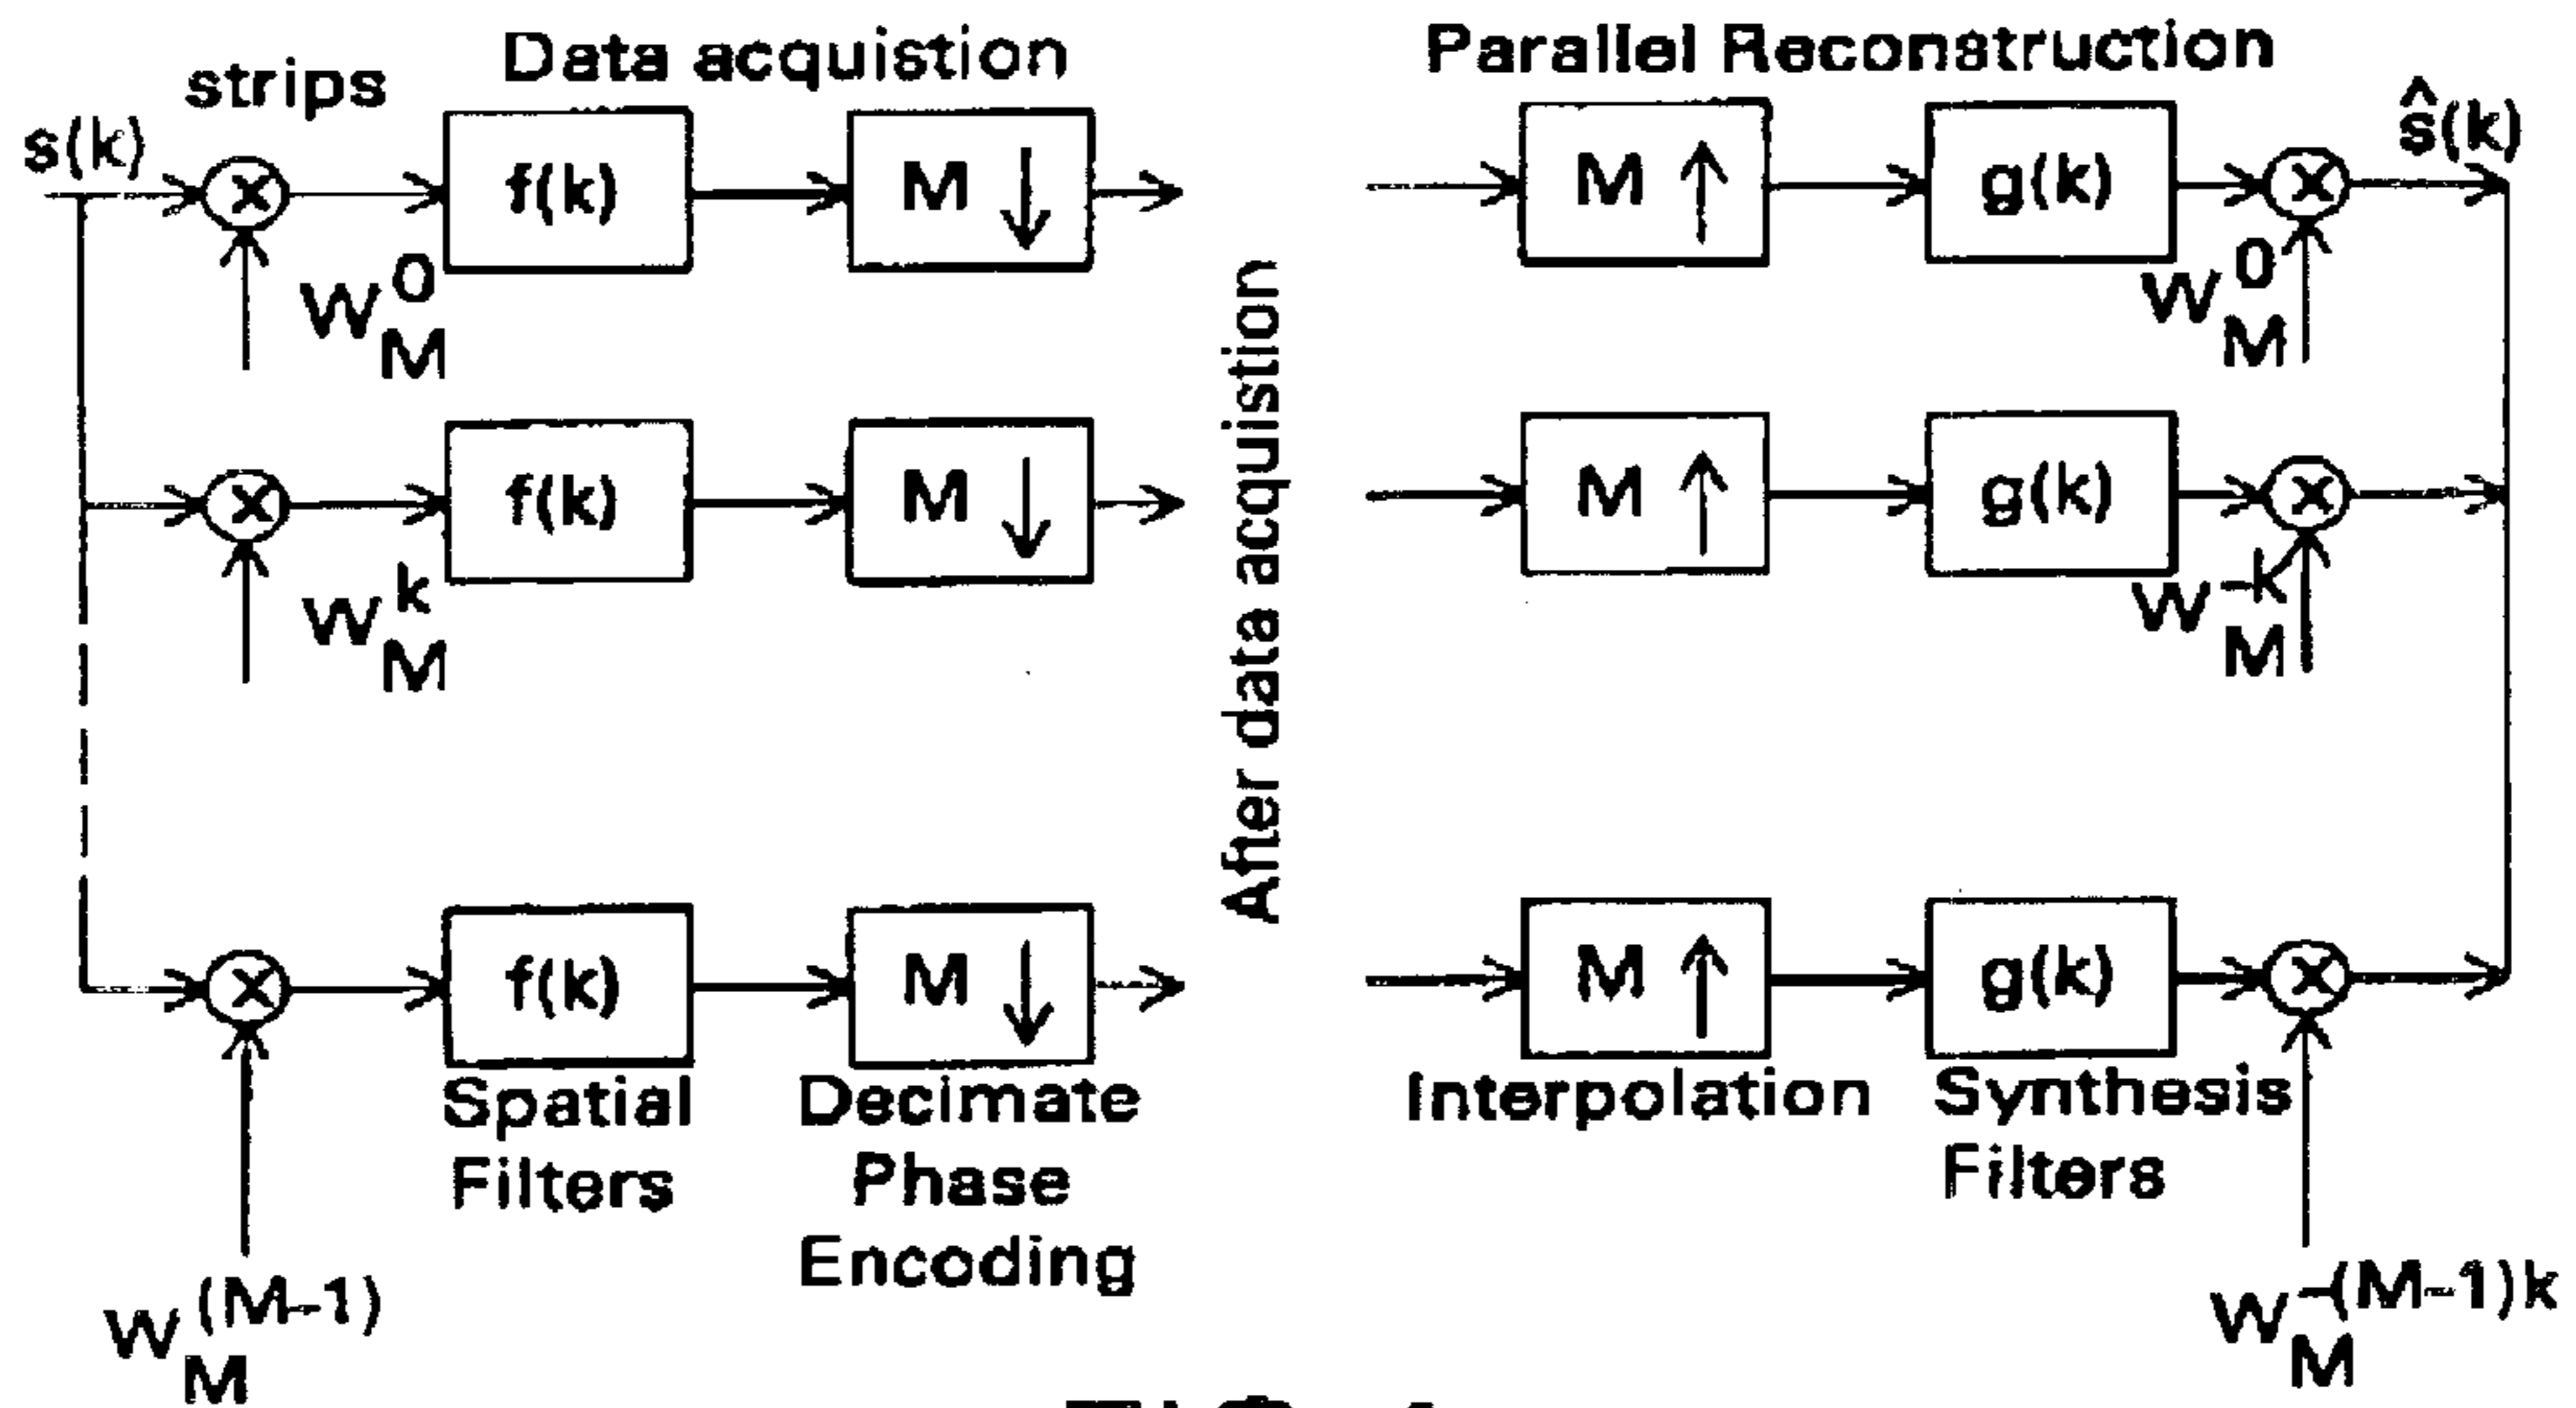 Data acquistion
Parallel Reconstruction
strips
s(k)
f(k)
M ↓
M ↑
g(k)
ŝ(k)
W_M^0
W_M^0
f(k)
M ↓
M ↑
g(k)
W_M^k
W_M^-k
After data acquistion
f(k)
M ↓
M ↑
g(k)
Spatial
Filters
Decimate
Phase
Encoding
Interpolation
Synthesis
Filters
W_M^(M-1)
W_M^-(M-1)k